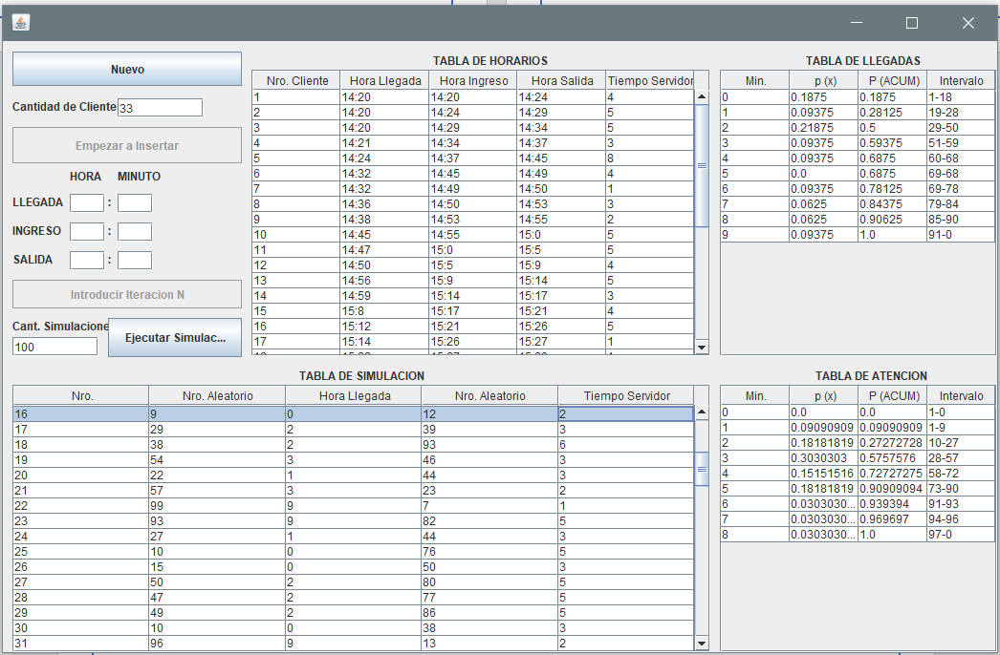 Nuevo
Cantidad de Cliente 33
Empezar a Insertar
HORA MINUTO
LLEGADA :
INGRESO :
SALIDA :
Introducir Iteracion N
Cant. Simulacione
100
Ejecutar Simulac...
TABLA DE HORARIOS
Nro. Cliente Hora Llegada Hora Ingreso Hora Salida Tiempo Servidor
1 14:20 14:20 14:24 4
2 14:20 14:24 14:29 5
3 14:20 14:29 14:34 5
4 14:21 14:34 14:37 3
5 14:24 14:37 14:45 8
6 14:32 14:45 14:49 4
7 14:32 14:49 14:50 1
8 14:36 14:50 14:53 3
9 14:38 14:53 14:55 2
10 14:45 14:55 15:0 5
11 14:47 15:0 15:5 5
12 14:50 15:5 15:9 4
13 14:56 15:9 15:14 5
14 14:59 15:14 15:17 3
15 15:8 15:17 15:21 4
16 15:12 15:21 15:26 5
17 15:14 15:26 15:27 1
TABLA DE LLEGADAS
Min. p (x) P (ACUM) Intervalo
0 0.1875 0.1875 1-18
1 0.09375 0.28125 19-28
2 0.21875 0.5 29-50
3 0.09375 0.59375 51-59
4 0.09375 0.6875 60-68
5 0.0 0.6875 69-68
6 0.09375 0.78125 69-78
7 0.0625 0.84375 79-84
8 0.0625 0.90625 85-90
9 0.09375 1.0 91-0
TABLA DE SIMULACION
Nro. Nro. Aleatorio Hora Llegada Nro. Aleatorio Tiempo Servidor
16 9 0 12 2
17 29 2 39 3
18 38 2 93 6
19 54 3 46 3
20 22 1 44 3
21 57 3 23 2
22 99 9 7 1
23 93 9 82 5
24 27 1 44 3
25 10 0 76 5
26 15 0 50 3
27 50 2 80 5
28 47 2 77 5
29 49 2 86 5
30 10 0 38 3
31 96 9 13 2
TABLA DE ATENCION
Min. p (x) P (ACUM) Intervalo
0 0.0 0.0 1-0
1 0.09090909 0.09090909 1-9
2 0.18181819 0.27272728 10-27
3 0.3030303 0.5757576 28-57
4 0.15151516 0.72727275 58-72
5 0.18181819 0.90909094 73-90
6 0.0303030... 0.939394 91-93
7 0.0303030... 0.969697 94-96
8 0.0303030... 1.0 97-0